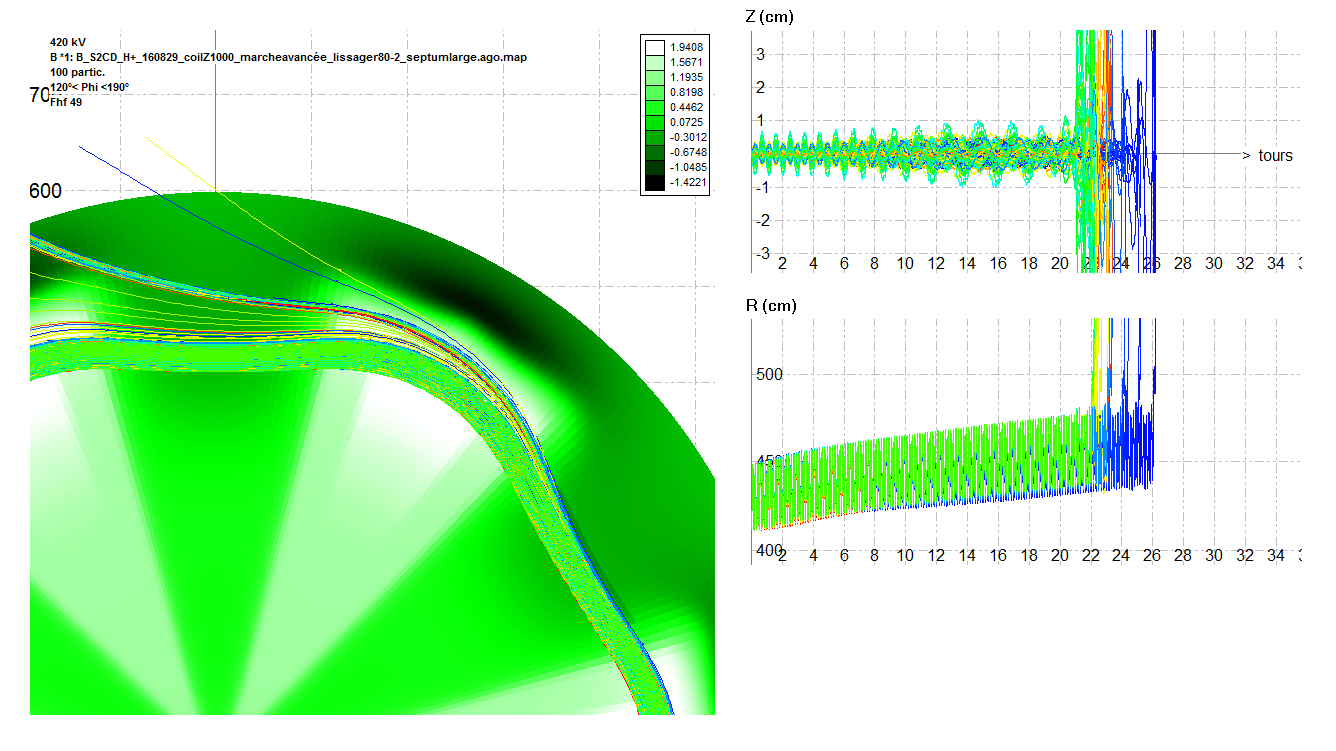 420 kV
B *1: B_S2CD_H+_160829_coilZ1000_marcheavancée_lissager80-2_septumlarge.ago.map
100 partic.
120°< Phi <190°
Fhf 49
70
600
1.9408
1.5671
1.1935
0.8198
0.4462
0.0725
-0.3012
-0.6748
-1.0485
-1.4221
Z (cm)
3
2
1
-1
-2
-3
> tours
2 4 6 8 10 12 14 16 18 20 22 24 26 28 30 32 34
R (cm)
500
450
400
2 4 6 8 10 12 14 16 18 20 22 24 26 28 30 32 34